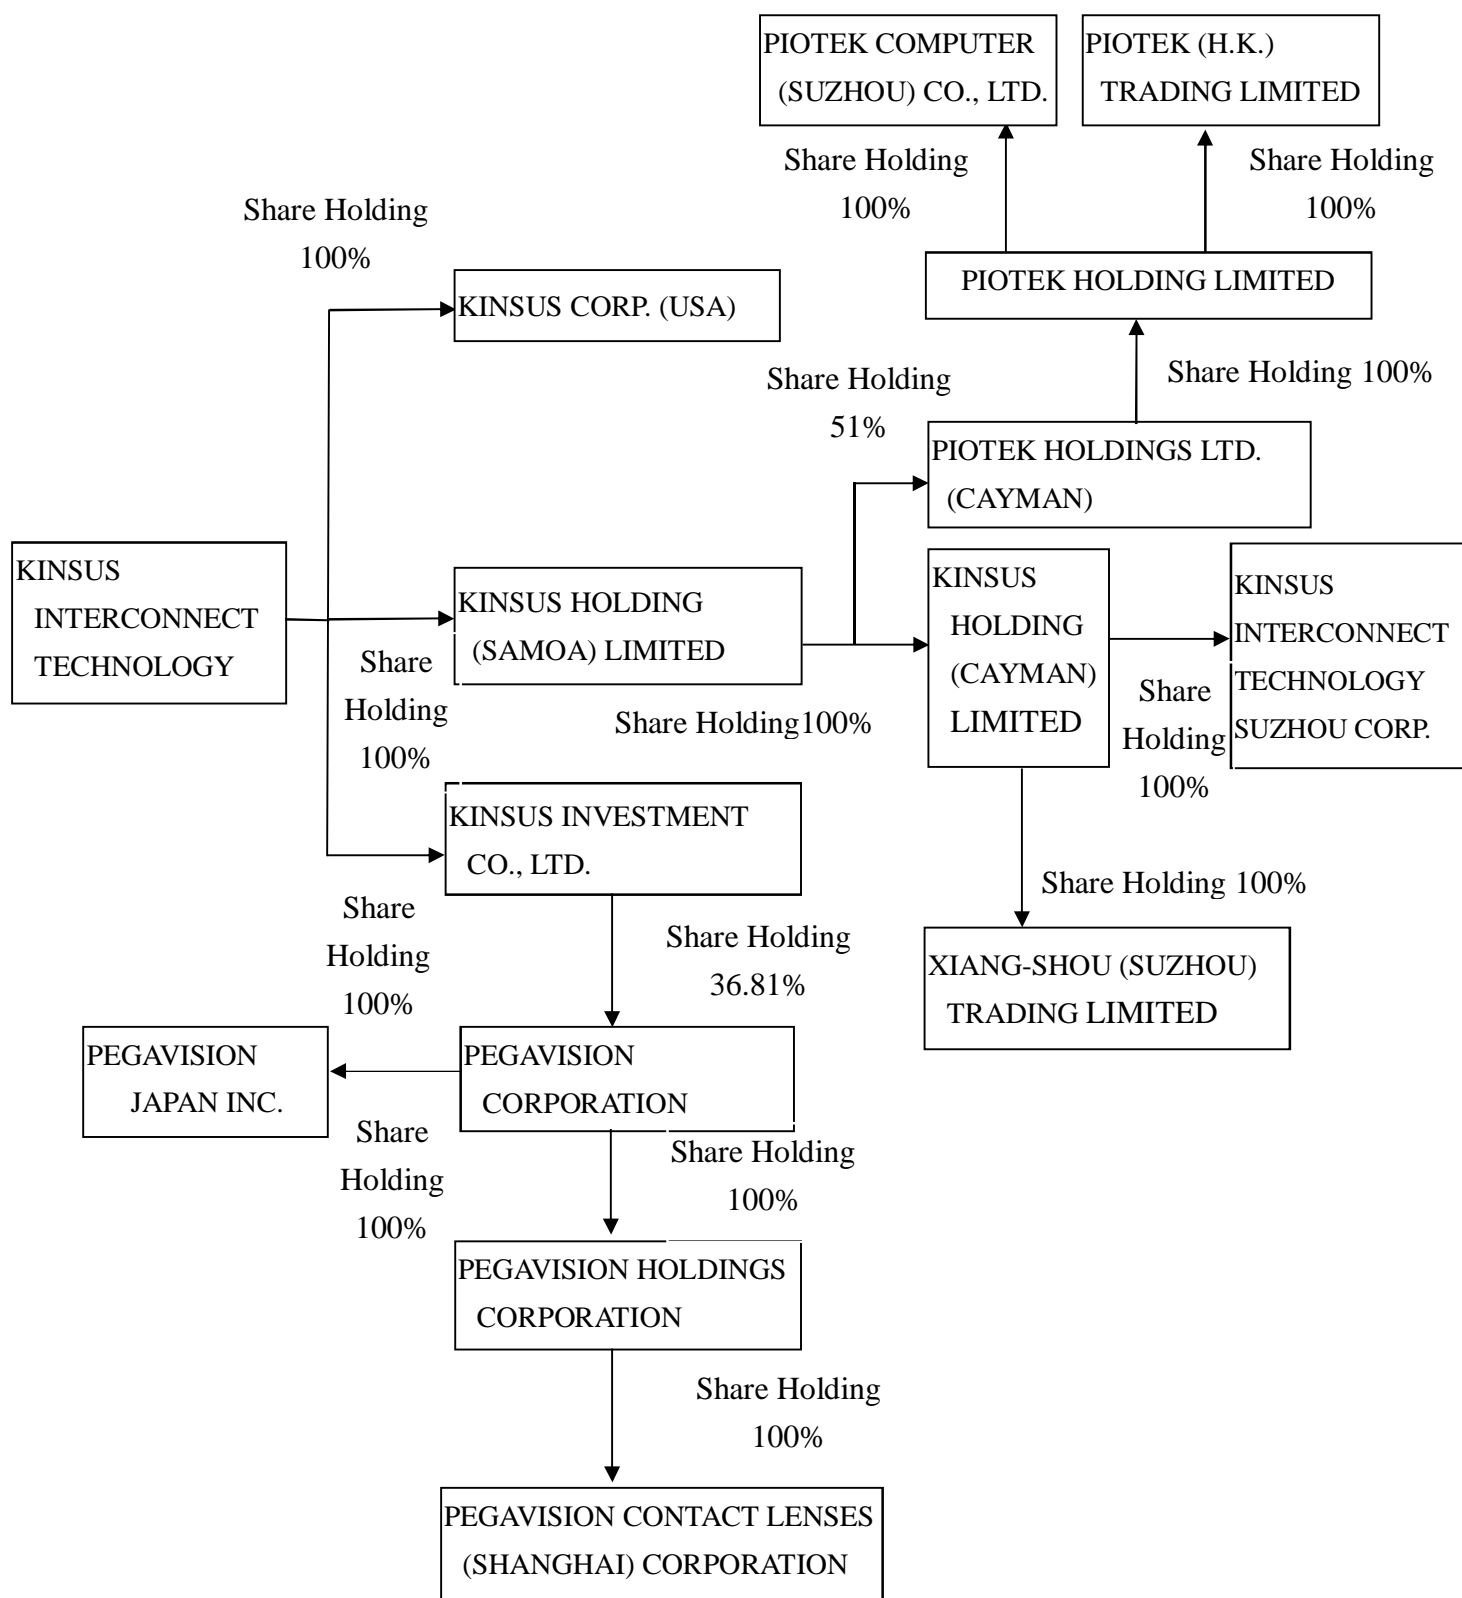 PIOTEK COMPUTER
(SUZHOU) CO., LTD.
PIOTEK (H.K.)
TRADING LIMITED
Share Holding
100%
Share Holding
100%
Share Holding
100%
PIOTEK HOLDING LIMITED
KINSUS CORP. (USA)
Share Holding
51%
Share Holding 100%
PIOTEK HOLDINGS LTD.
(CAYMAN)
KINSUS
INTERCONNECT
TECHNOLOGY
KINSUS HOLDING
(SAMOA) LIMITED
KINSUS
HOLDING
(CAYMAN)
LIMITED
KINSUS
INTERCONNECT
TECHNOLOGY
SUZHOU CORP.
Share
Holding
100%
Share Holding100%
Share
Holding
100%
KINSUS INVESTMENT
CO., LTD.
Share Holding 100%
Share
Holding
100%
Share Holding
36.81%
XIANG-SHOU (SUZHOU)
TRADING LIMITED
PEGAVISION
JAPAN INC.
PEGAVISION
CORPORATION
Share
Holding
100%
Share Holding
100%
PEGAVISION HOLDINGS
CORPORATION
Share Holding
100%
PEGAVISION CONTACT LENSES
(SHANGHAI) CORPORATION